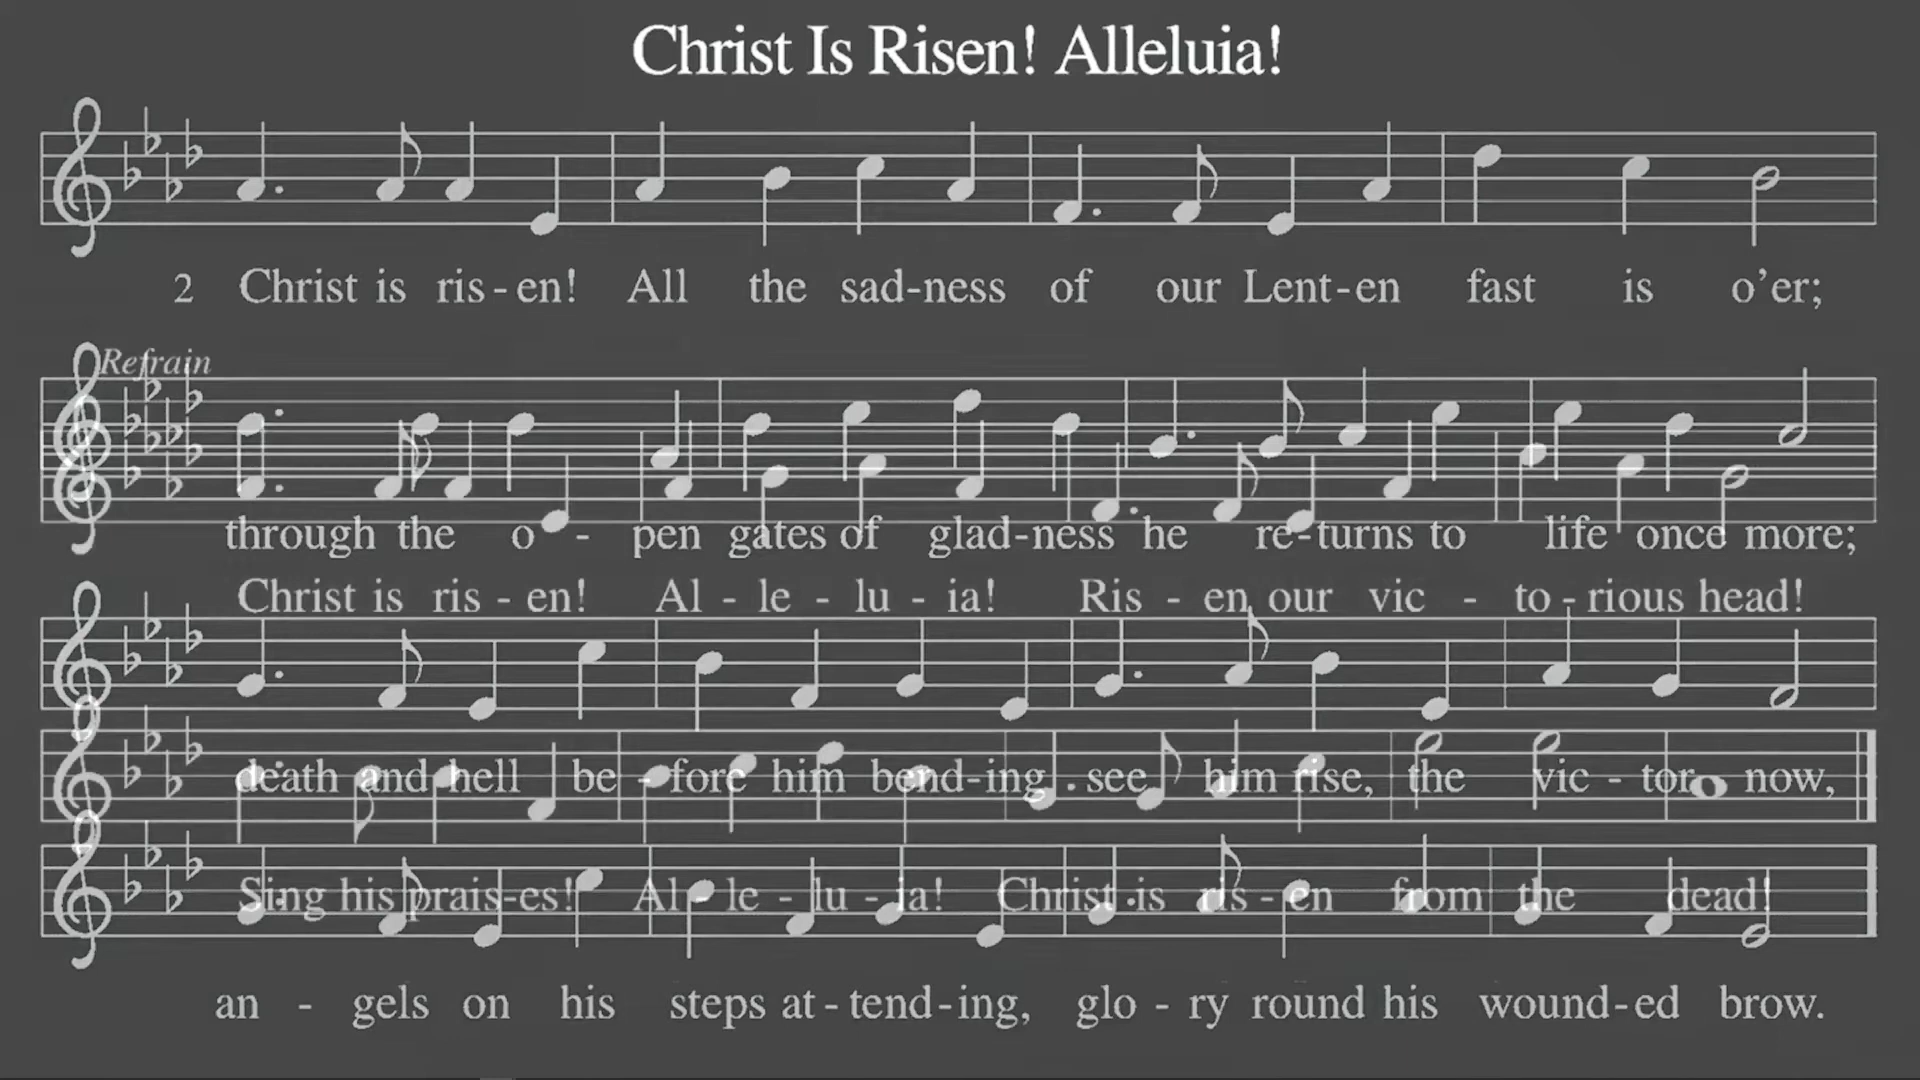 Christ Is Risen! Alleluia!
2 Christ is ris - en! All the sad-ness of our Lent-en fast is o’er;
Refrain
through the o - pen gates of glad-ness he re-turns to life once more;
Christ is ris - en! Al - le - lu - ia! Ris - en our vic - to - rious head!
death and hell be - fore him bend-ing see him rise, the vic - tor now,
Sing his prais-es! Al - le - lu - ia! Christ is ris - en from the dead!
an - gels on his steps at - tend-ing, glo - ry round his wound-ed brow.